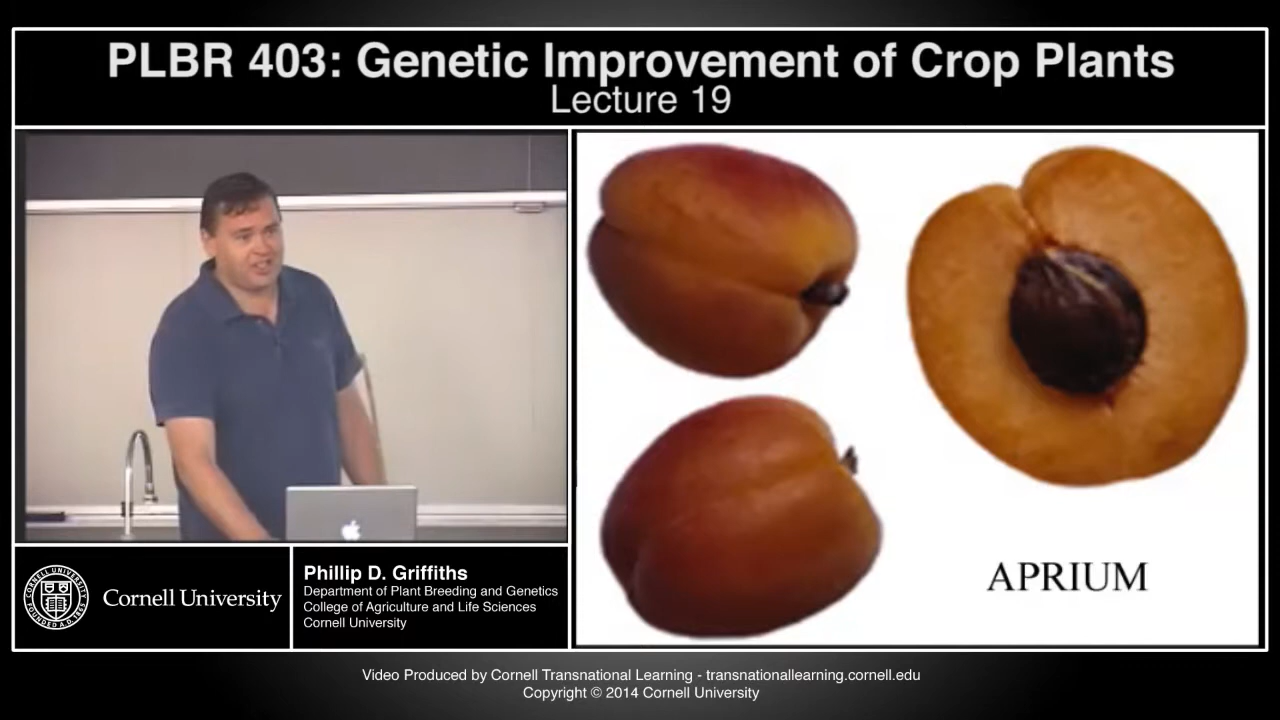 PLBR 403: Genetic Improvement of Crop Plants
Lecture 19
APRIUM
Cornell University
Phillip D. Griffiths
Department of Plant Breeding and Genetics
College of Agriculture and Life Sciences
Cornell University
Video Produced by Cornell Transnational Learning - transnationallearning.cornell.edu
Copyright © 2014 Cornell University